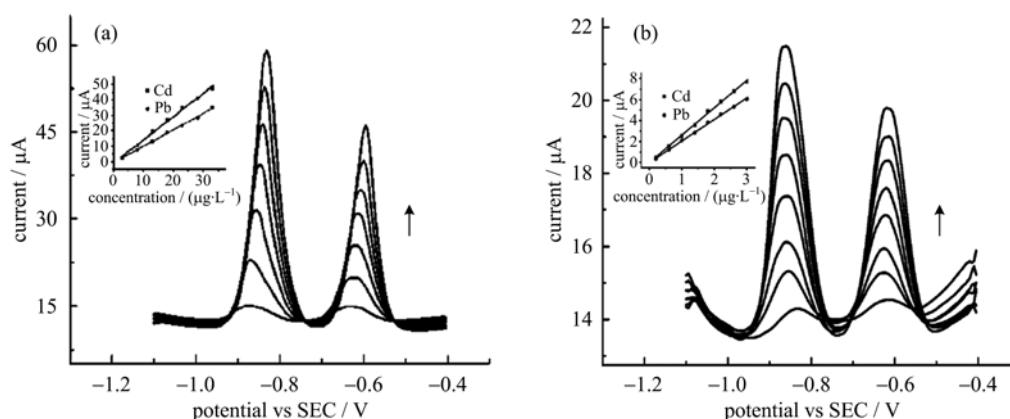 (a)
60
45
30
15
current / μA
−1.2
−1.0
−0.8
−0.6
−0.4
potential vs SEC / V
50
40
30
20
10
0
current / μA
Cd
Pb
0
10
20
30
concentration / (μg·L⁻¹)
(b)
22
20
18
16
14
current / μA
−1.2
−1.0
−0.8
−0.6
−0.4
potential vs SEC / V
8
6
4
2
0
current / μA
Cd
Pb
0
1
2
3
concentration / (μg·L⁻¹)